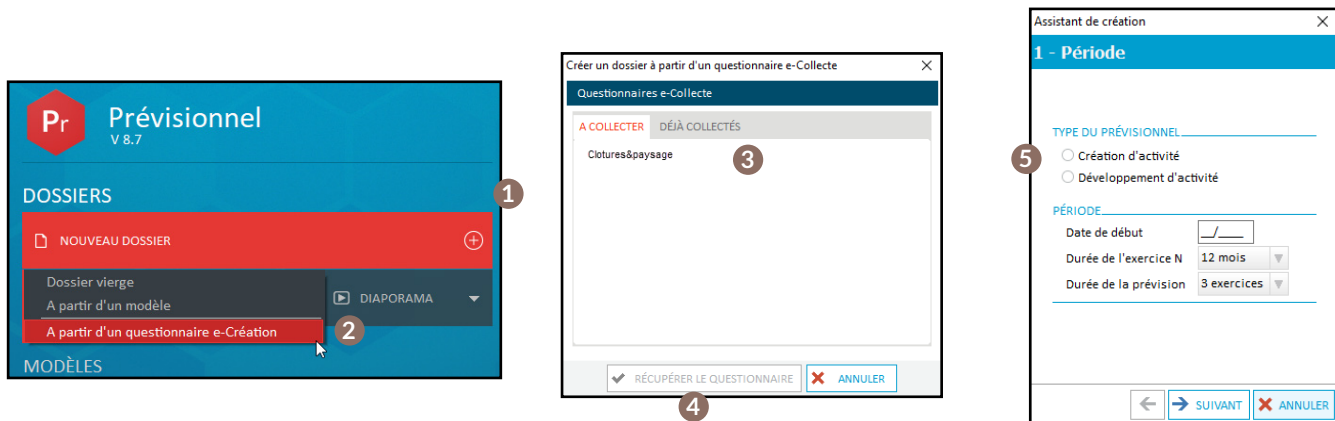 Pr
Prévisionnel
V 8.7
DOSSIERS
1
NOUVEAU DOSSIER
Dossier vierge
A partir d'un modèle
DIAPORAMA
A partir d'un questionnaire e-Création
2
MODÈLES
Créer un dossier à partir d'un questionnaire e-Collecte
Questionnaires e-Collecte
A COLLECTER DÉJÀ COLLECTÉS
Clotures&paysage
3
RÉCUPÉRER LE QUESTIONNAIRE ANNULER
4
Assistant de création
1 - Période
TYPE DU PRÉVISIONNEL
5
Création d'activité
Développement d'activité
PÉRIODE
Date de début __/____
Durée de l'exercice N 12 mois
Durée de la prévision 3 exercices
SUIVANT ANNULER